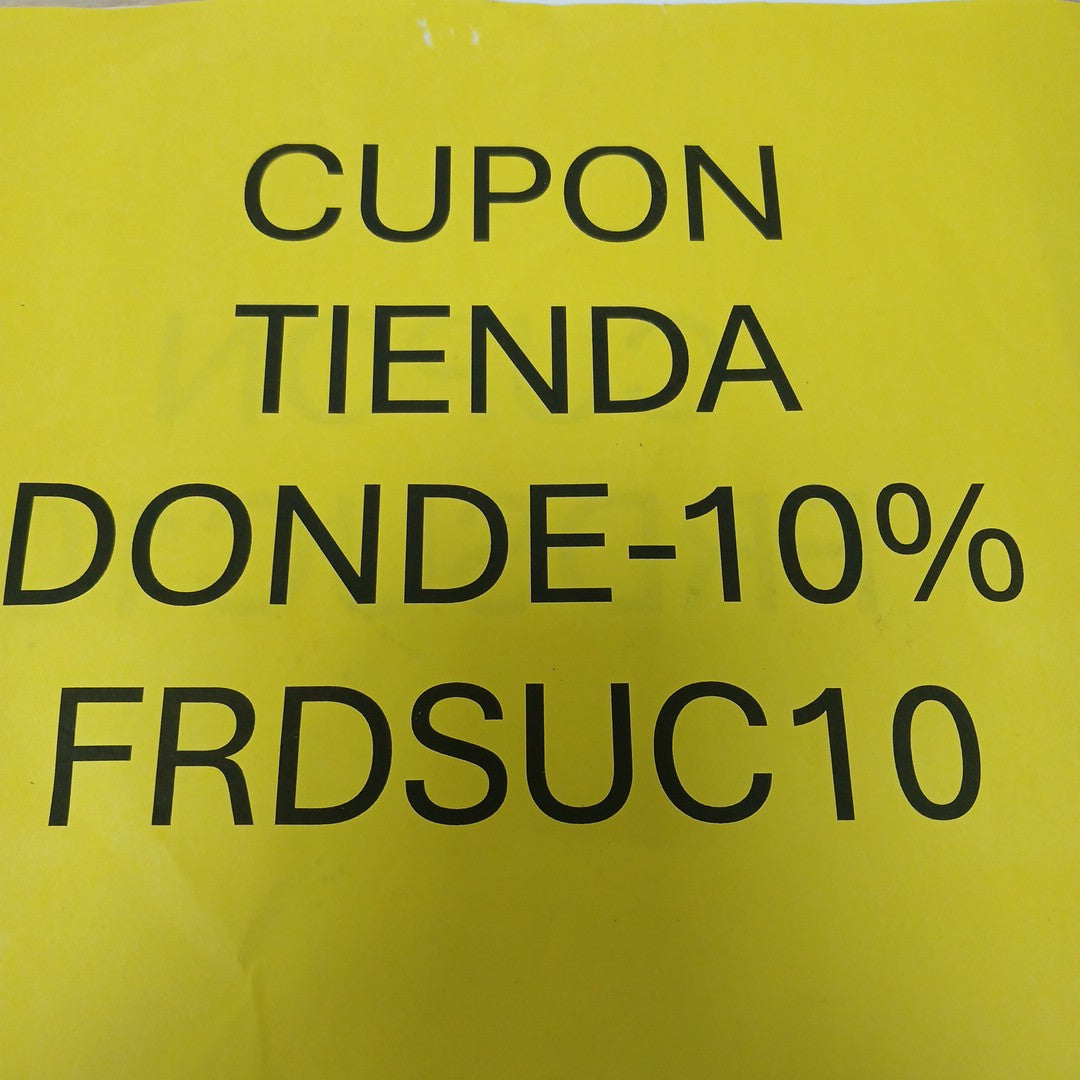 CUPON
TIENDA
DONDE-10%
FRDSUC10